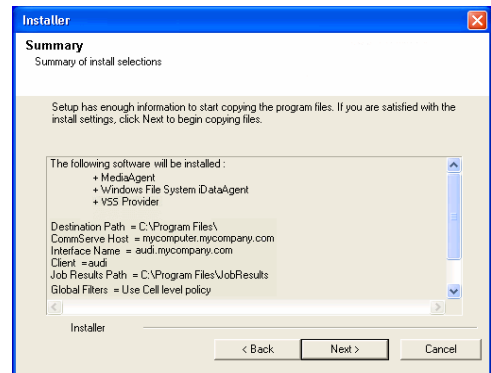 Installer
Summary
Summary of install selections
Setup has enough information to start copying the program files. If you are satisfied with the
install settings, click Next to begin copying files.
The following software will be installed :
+ MediaAgent
+ Windows File System iDataAgent
+ VSS Provider
Destination Path = C:\Program Files\
CommServe Host = mycomputer.mycompany.com
Interface Name = audi.mycompany.com
Client =audi
Job Results Path = C:\Program Files\JobResults
Global Filters = Use Cell level policy
Installer
< Back
Next >
Cancel